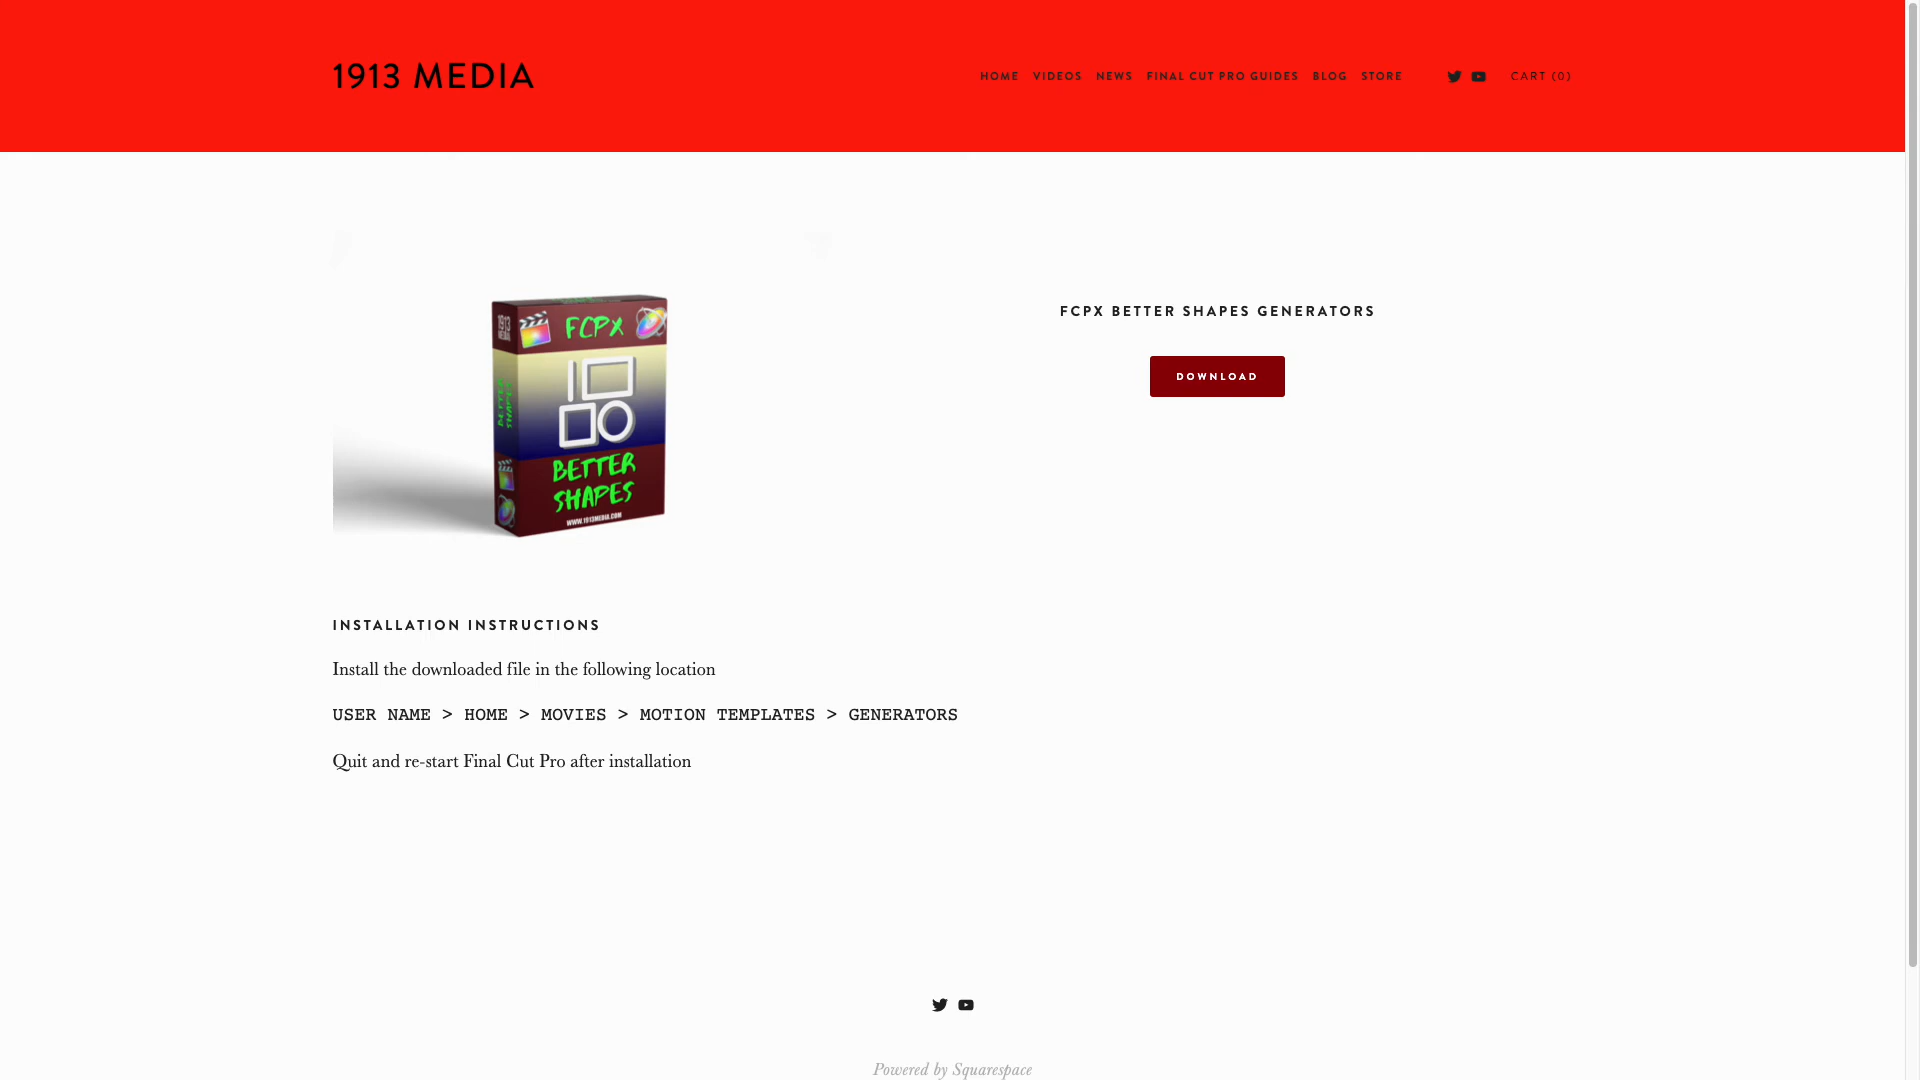 1913 MEDIA
HOME VIDEOS NEWS FINAL CUT PRO GUIDES BLOG STORE CART (0)
FCPX
BETTER SHAPES
BETTER
SHAPES
WWW.1913MEDIA.COM
FCPX BETTER SHAPES GENERATORS
DOWNLOAD
INSTALLATION INSTRUCTIONS
Install the downloaded file in the following location
USER NAME > HOME > MOVIES > MOTION TEMPLATES > GENERATORS
Quit and re-start Final Cut Pro after installation
Powered by Squarespace